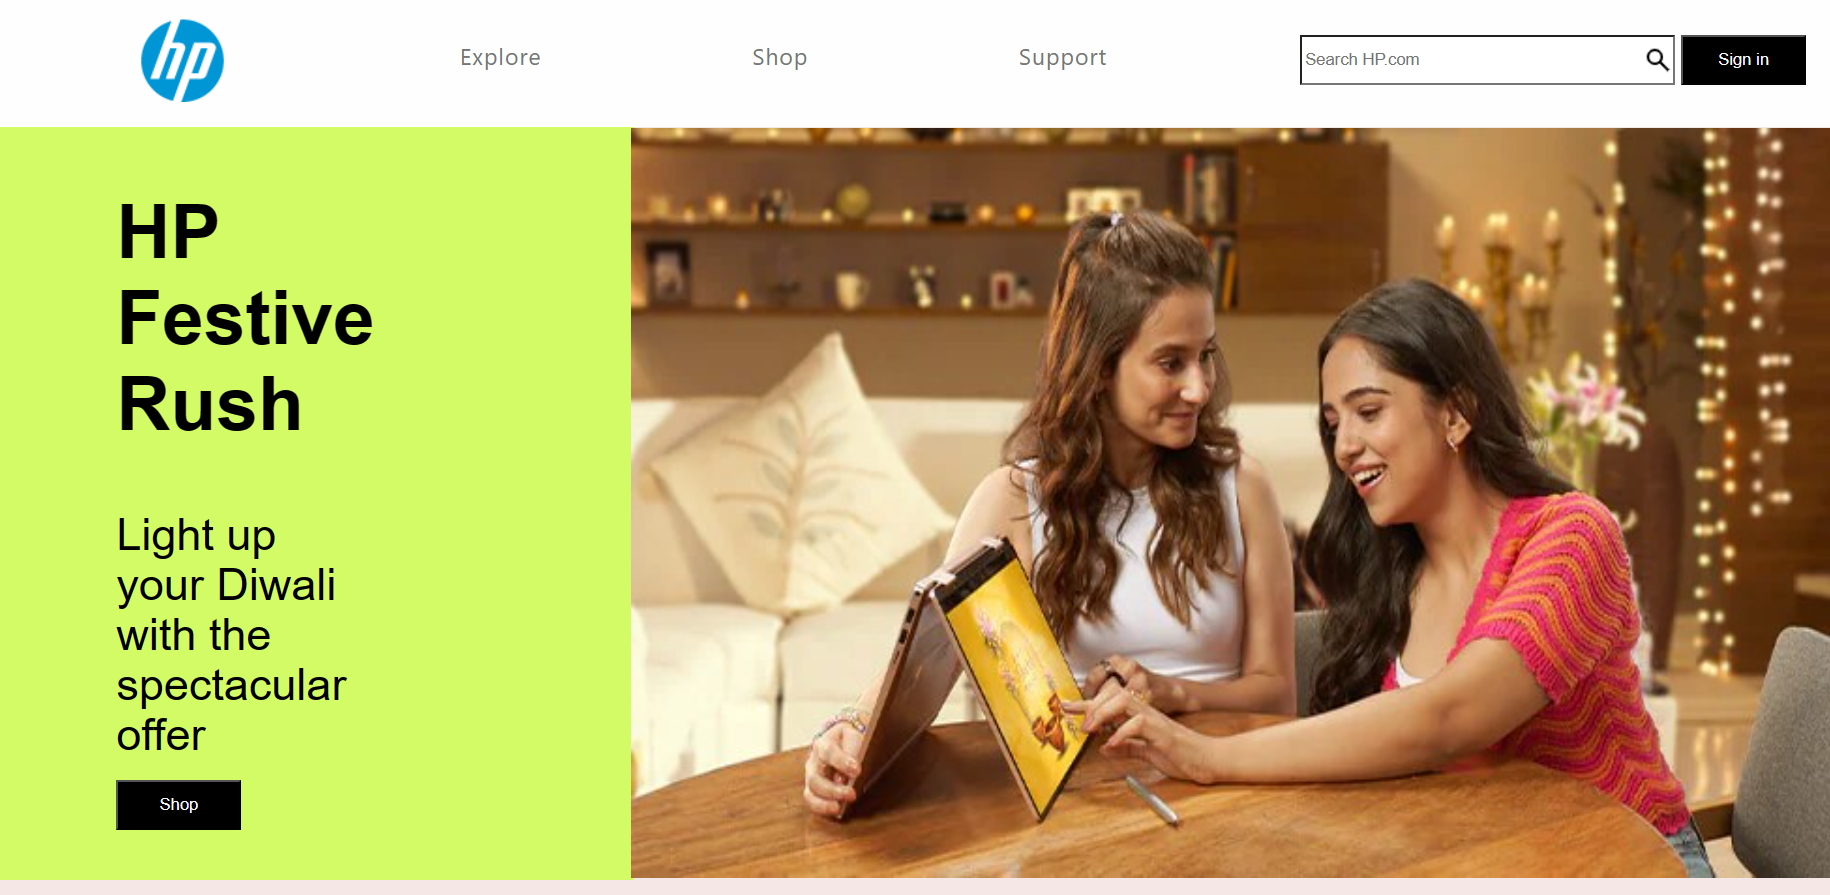 hp
Explore
Shop
Support
Search HP.com
Sign in
HP
Festive
Rush
Light up
your Diwali
with the
spectacular
offer
Shop